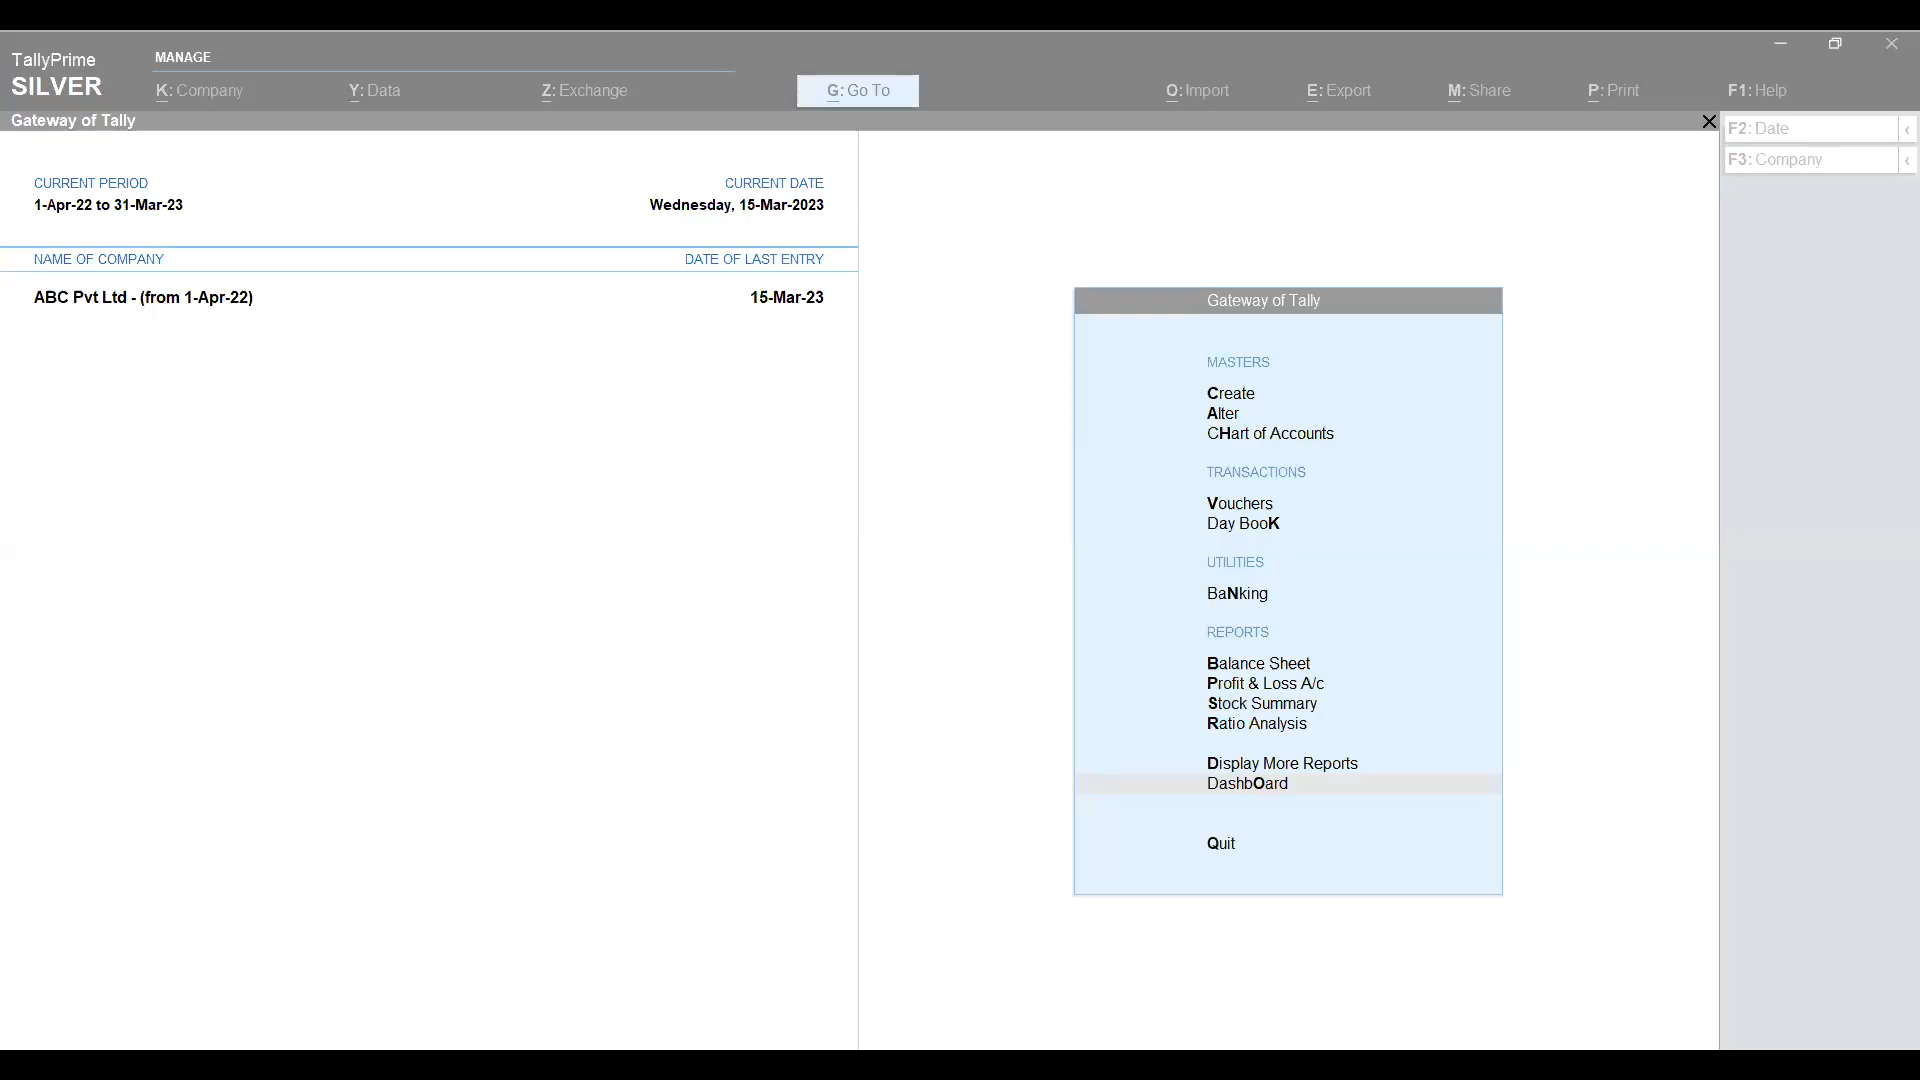 TallyPrime
SILVER
MANAGE
K: Company
Y: Data
Z: Exchange
G: Go To
O: Import
E: Export
M: Share
P: Print
F1: Help
Gateway of Tally
F2: Date
F3: Company
CURRENT PERIOD
CURRENT DATE
1-Apr-22 to 31-Mar-23
Wednesday, 15-Mar-2023
NAME OF COMPANY
DATE OF LAST ENTRY
ABC Pvt Ltd - (from 1-Apr-22)
15-Mar-23
Gateway of Tally
MASTERS
Create
Alter
CHart of Accounts
TRANSACTIONS
Vouchers
Day BooK
UTILITIES
BaNking
REPORTS
Balance Sheet
Profit & Loss A/c
Stock Summary
Ratio Analysis
Display More Reports
DashbOard
Quit